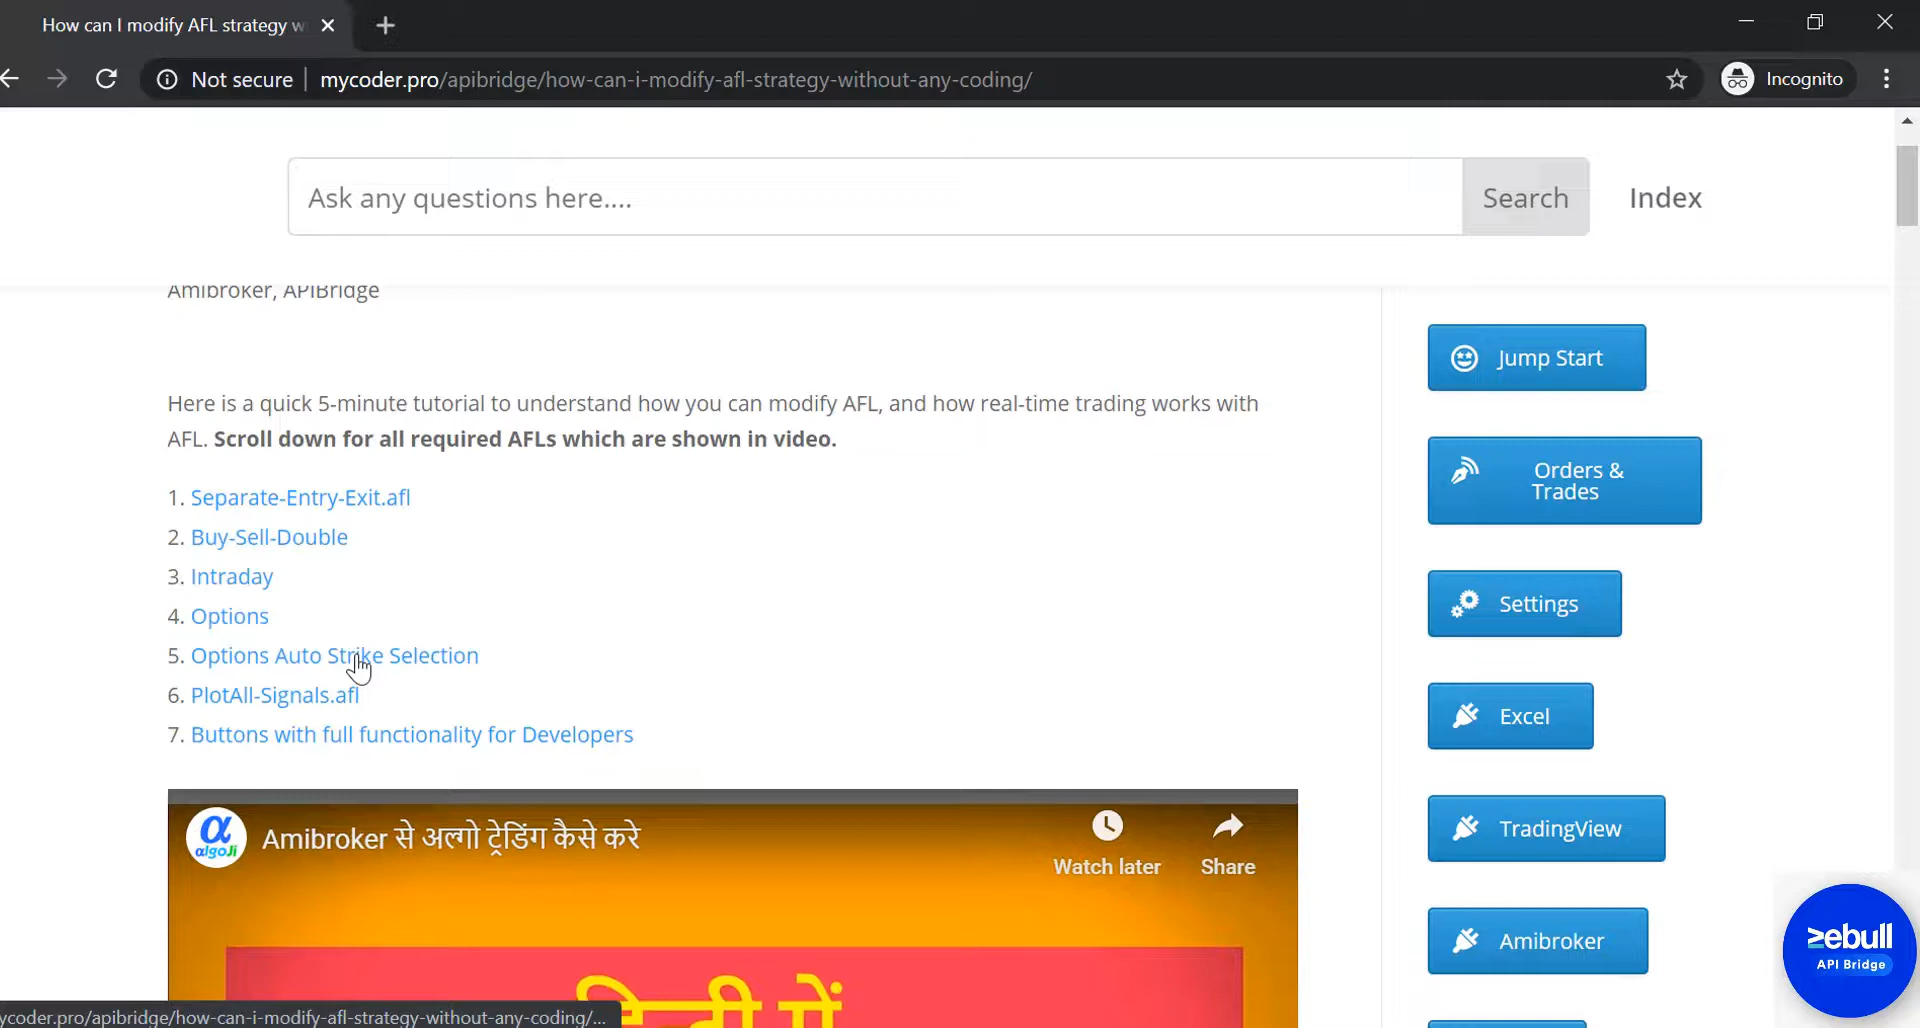 How can I modify AFL strategy w
Not secure
mycoder.pro/apibridge/how-can-i-modify-afl-strategy-without-any-coding/
Incognito
Ask any questions here....
Search
Index
Amibroker, APIBridge
Here is a quick 5-minute tutorial to understand how you can modify AFL, and how real-time trading works with
AFL. Scroll down for all required AFLs which are shown in video.
1. Separate-Entry-Exit.afl
2. Buy-Sell-Double
3. Intraday
4. Options
5. Options Auto Strike Selection
6. PlotAll-Signals.afl
7. Buttons with full functionality for Developers
Jump Start
Orders &
Trades
Settings
Excel
TradingView
Amibroker
α
algoJi
Amibroker से अल्गो ट्रेडिंग कैसे करे
Watch later
Share
हिन्दी में
zebull
API Bridge
ycoder.pro/apibridge/how-can-i-modify-afl-strategy-without-any-coding/...